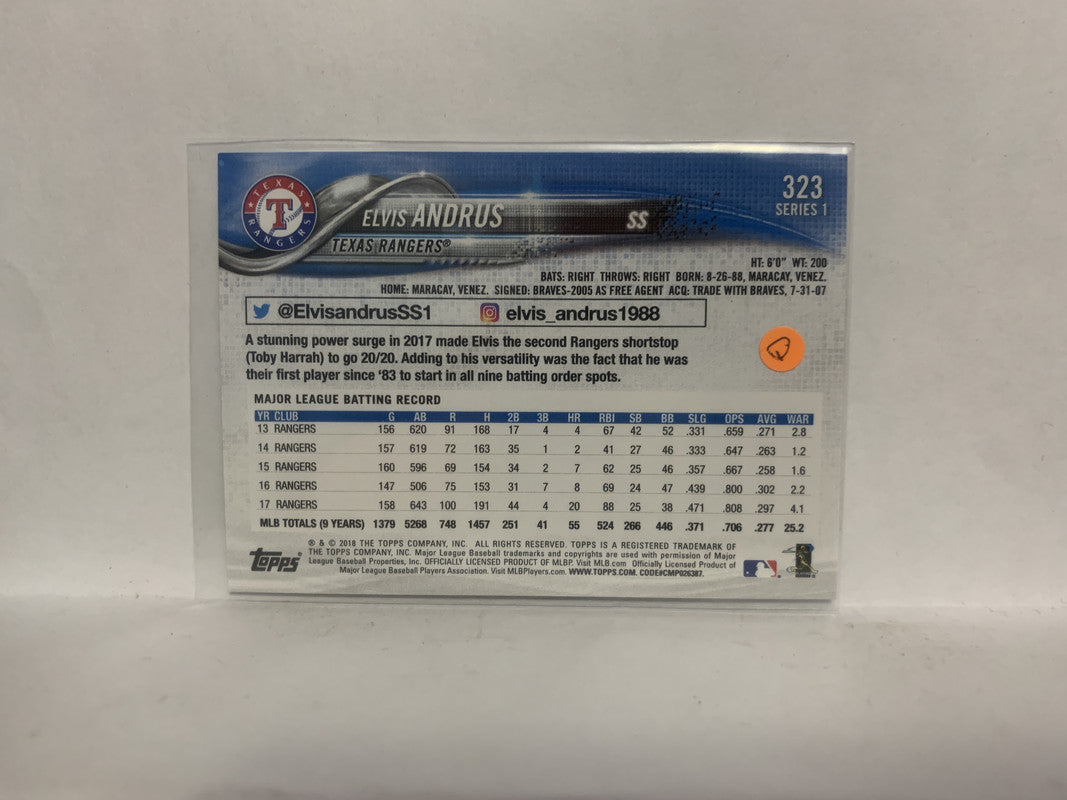 TEXAS RANGERS
T
323
SERIES 1
ELVIS ANDRUS SS
TEXAS RANGERS®
HT: 6'0" WT: 200
BATS: RIGHT THROWS: RIGHT BORN: 8-26-88, MARACAY, VENEZ.
HOME: MARACAY, VENEZ. SIGNED: BRAVES-2005 AS FREE AGENT ACQ: TRADE WITH BRAVES, 7-31-07
@ElvisandrusSS1 elvis_andrus1988
A stunning power surge in 2017 made Elvis the second Rangers shortstop
(Toby Harrah) to go 20/20. Adding to his versatility was the fact that he was
their first player since '83 to start in all nine batting order spots.
MAJOR LEAGUE BATTING RECORD
YR CLUB G AB R H 2B 3B HR RBI SB BB SLG OPS AVG WAR
13 RANGERS 156 620 91 168 17 4 4 67 42 52 .331 .659 .271 2.8
14 RANGERS 157 619 72 163 35 1 2 41 27 46 .333 .647 .263 1.2
15 RANGERS 160 596 69 154 34 2 7 62 25 46 .357 .667 .258 1.6
16 RANGERS 147 506 75 153 31 7 8 69 24 47 .439 .800 .302 2.2
17 RANGERS 158 643 100 191 44 4 20 88 25 38 .471 .808 .297 4.1
MLB TOTALS (9 YEARS) 1379 5268 748 1457 251 41 55 524 266 446 .371 .706 .277 25.2
® & © 2018 THE TOPPS COMPANY, INC. ALL RIGHTS RESERVED. TOPPS IS A REGISTERED TRADEMARK OF
THE TOPPS COMPANY, INC. Major League Baseball trademarks and copyrights are used with permission of Major
League Baseball Properties, Inc. OFFICIALLY LICENSED PRODUCT OF MLBP. Visit MLB.com Officially Licensed Product of
Major League Baseball Players Association. Visit MLBPlayers.com. WWW.TOPPS.COM. CODE#CMP026387.
Topps